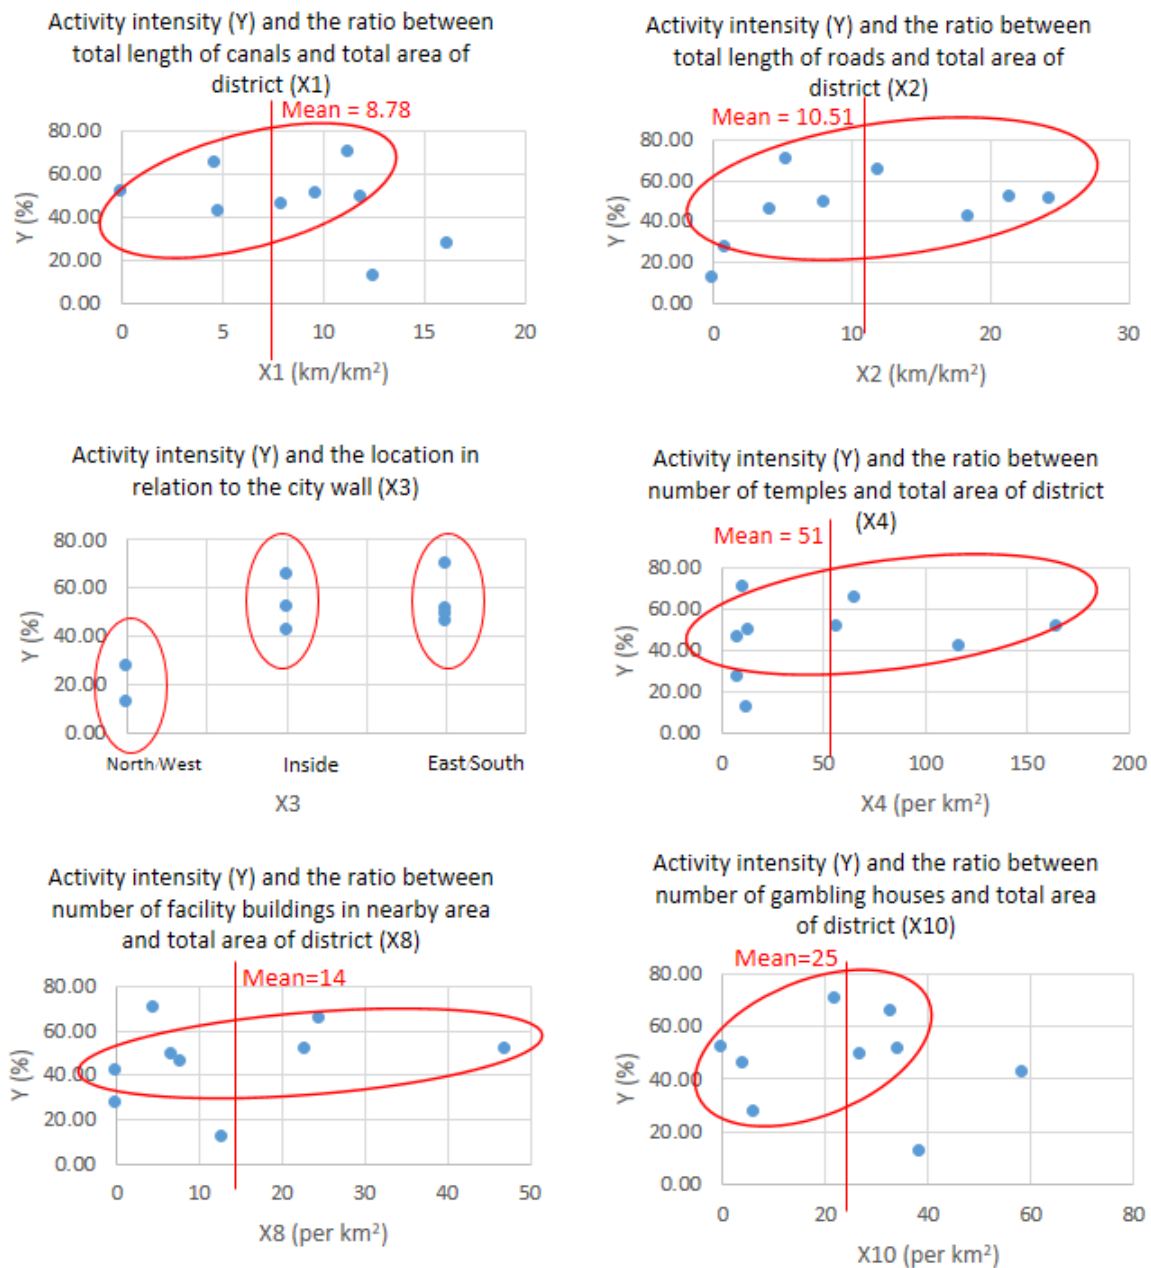 Activity intensity (Y) and the ratio between
total length of canals and total area of
district (X1)
Mean = 8.78
80.00
60.00
40.00
20.00
0.00
Y (%)
0 5 10 15 20
X1 (km/km²)
Activity intensity (Y) and the ratio between
total length of roads and total area of
district (X2)
Mean = 10.51
80.00
60.00
40.00
20.00
0.00
Y (%)
0 10 20 30
X2 (km/km²)
Activity intensity (Y) and the location in
relation to the city wall (X3)
80.00
60.00
40.00
20.00
0.00
Y (%)
North/West Inside East/South
X3
Activity intensity (Y) and the ratio between
number of temples and total area of district
(X4)
Mean = 51
80.00
60.00
40.00
20.00
0.00
Y (%)
0 50 100 150 200
X4 (per km²)
Activity intensity (Y) and the ratio between
number of facility buildings in nearby area
and total area of district (X8)
Mean=14
80.00
60.00
40.00
20.00
0.00
Y (%)
0 10 20 30 40 50
X8 (per km²)
Activity intensity (Y) and the ratio between
number of gambling houses and total area
of district (X10)
Mean=25
80.00
60.00
40.00
20.00
0.00
Y (%)
0 20 40 60 80
X10 (per km²)